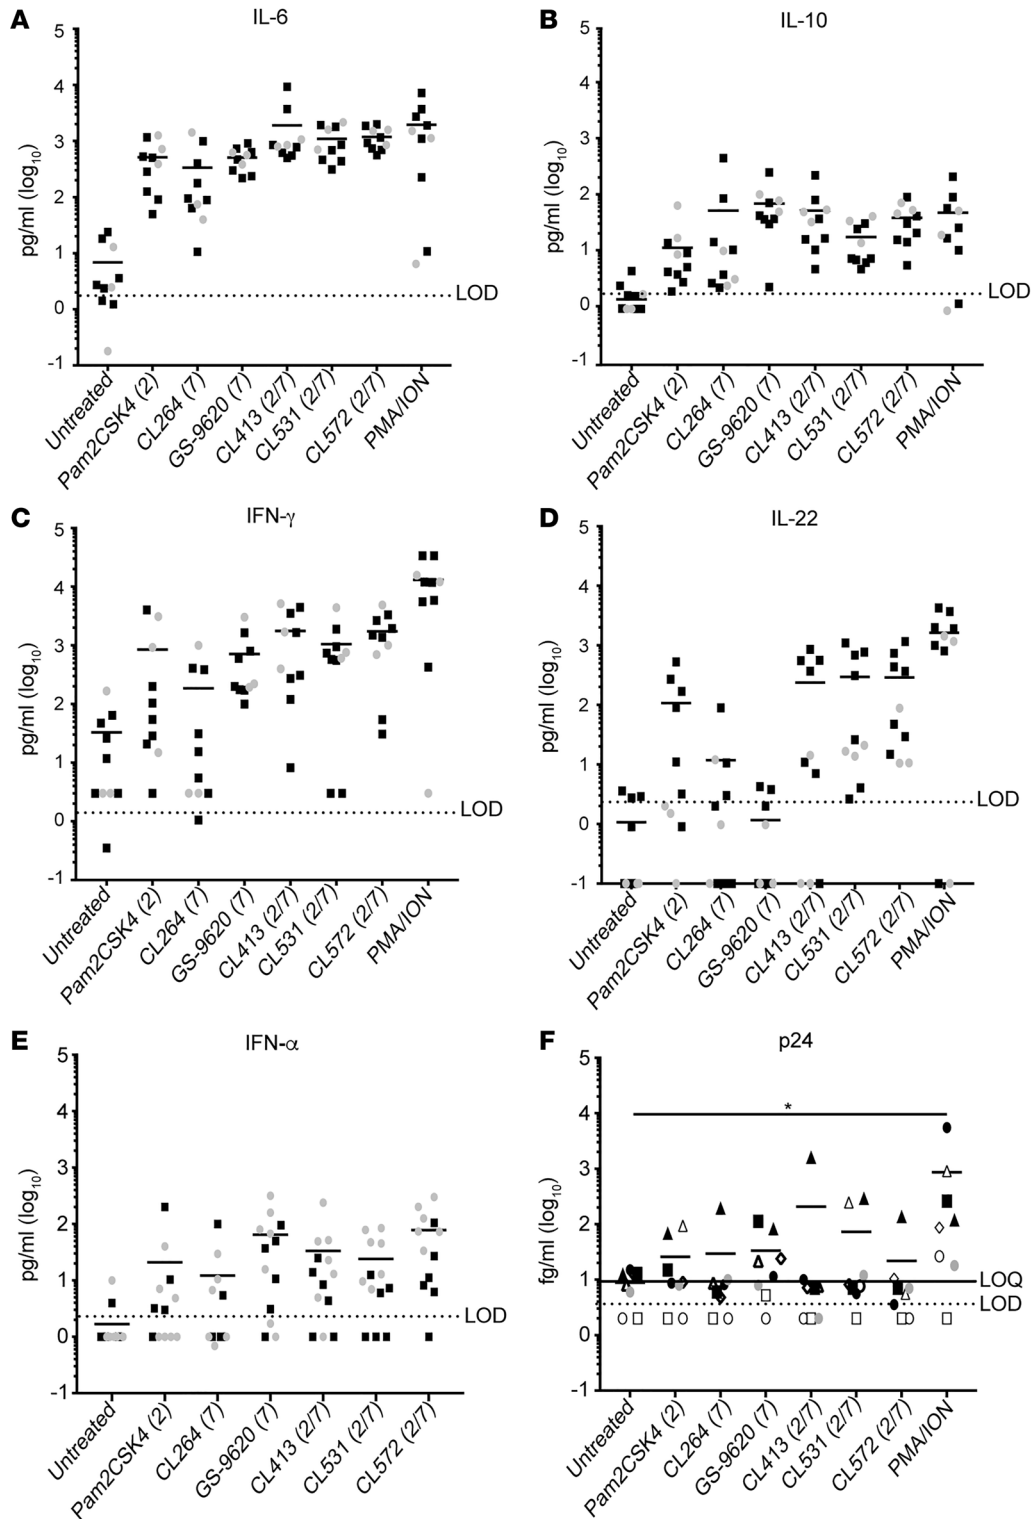 A
IL-6
pg/ml (log10)
5
4
3
2
1
0
-1
LOD
Untreated
Pam2CSK4 (2)
CL264 (7)
GS-9620 (7)
CL413 (2/7)
CL531 (2/7)
CL572 (2/7)
PMA/ION
B
IL-10
pg/ml (log10)
5
4
3
2
1
0
-1
LOD
Untreated
Pam2CSK4 (2)
CL264 (7)
GS-9620 (7)
CL413 (2/7)
CL531 (2/7)
CL572 (2/7)
PMA/ION
C
IFN-γ
pg/ml (log10)
5
4
3
2
1
0
-1
LOD
Untreated
Pam2CSK4 (2)
CL264 (7)
GS-9620 (7)
CL413 (2/7)
CL531 (2/7)
CL572 (2/7)
PMA/ION
D
IL-22
pg/ml (log10)
5
4
3
2
1
0
-1
LOD
Untreated
Pam2CSK4 (2)
CL264 (7)
GS-9620 (7)
CL413 (2/7)
CL531 (2/7)
CL572 (2/7)
PMA/ION
E
IFN-α
pg/ml (log10)
5
4
3
2
1
0
-1
LOD
Untreated
Pam2CSK4 (2)
CL264 (7)
GS-9620 (7)
CL413 (2/7)
CL531 (2/7)
CL572 (2/7)
F
p24
fg/ml (log10)
5
4
3
2
1
0
-1
*
LOQ
LOD
Untreated
Pam2CSK4 (2)
CL264 (7)
GS-9620 (7)
CL413 (2/7)
CL531 (2/7)
CL572 (2/7)
PMA/ION